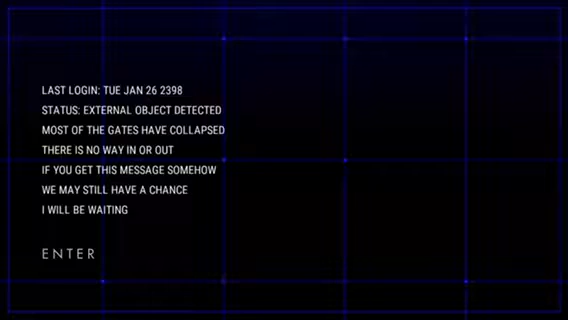 LAST LOGIN: TUE JAN 26 2398
STATUS: EXTERNAL OBJECT DETECTED
MOST OF THE GATES HAVE COLLAPSED
THERE IS NO WAY IN OR OUT
IF YOU GET THIS MESSAGE SOMEHOW
WE MAY STILL HAVE A CHANCE
I WILL BE WAITING
ENTER